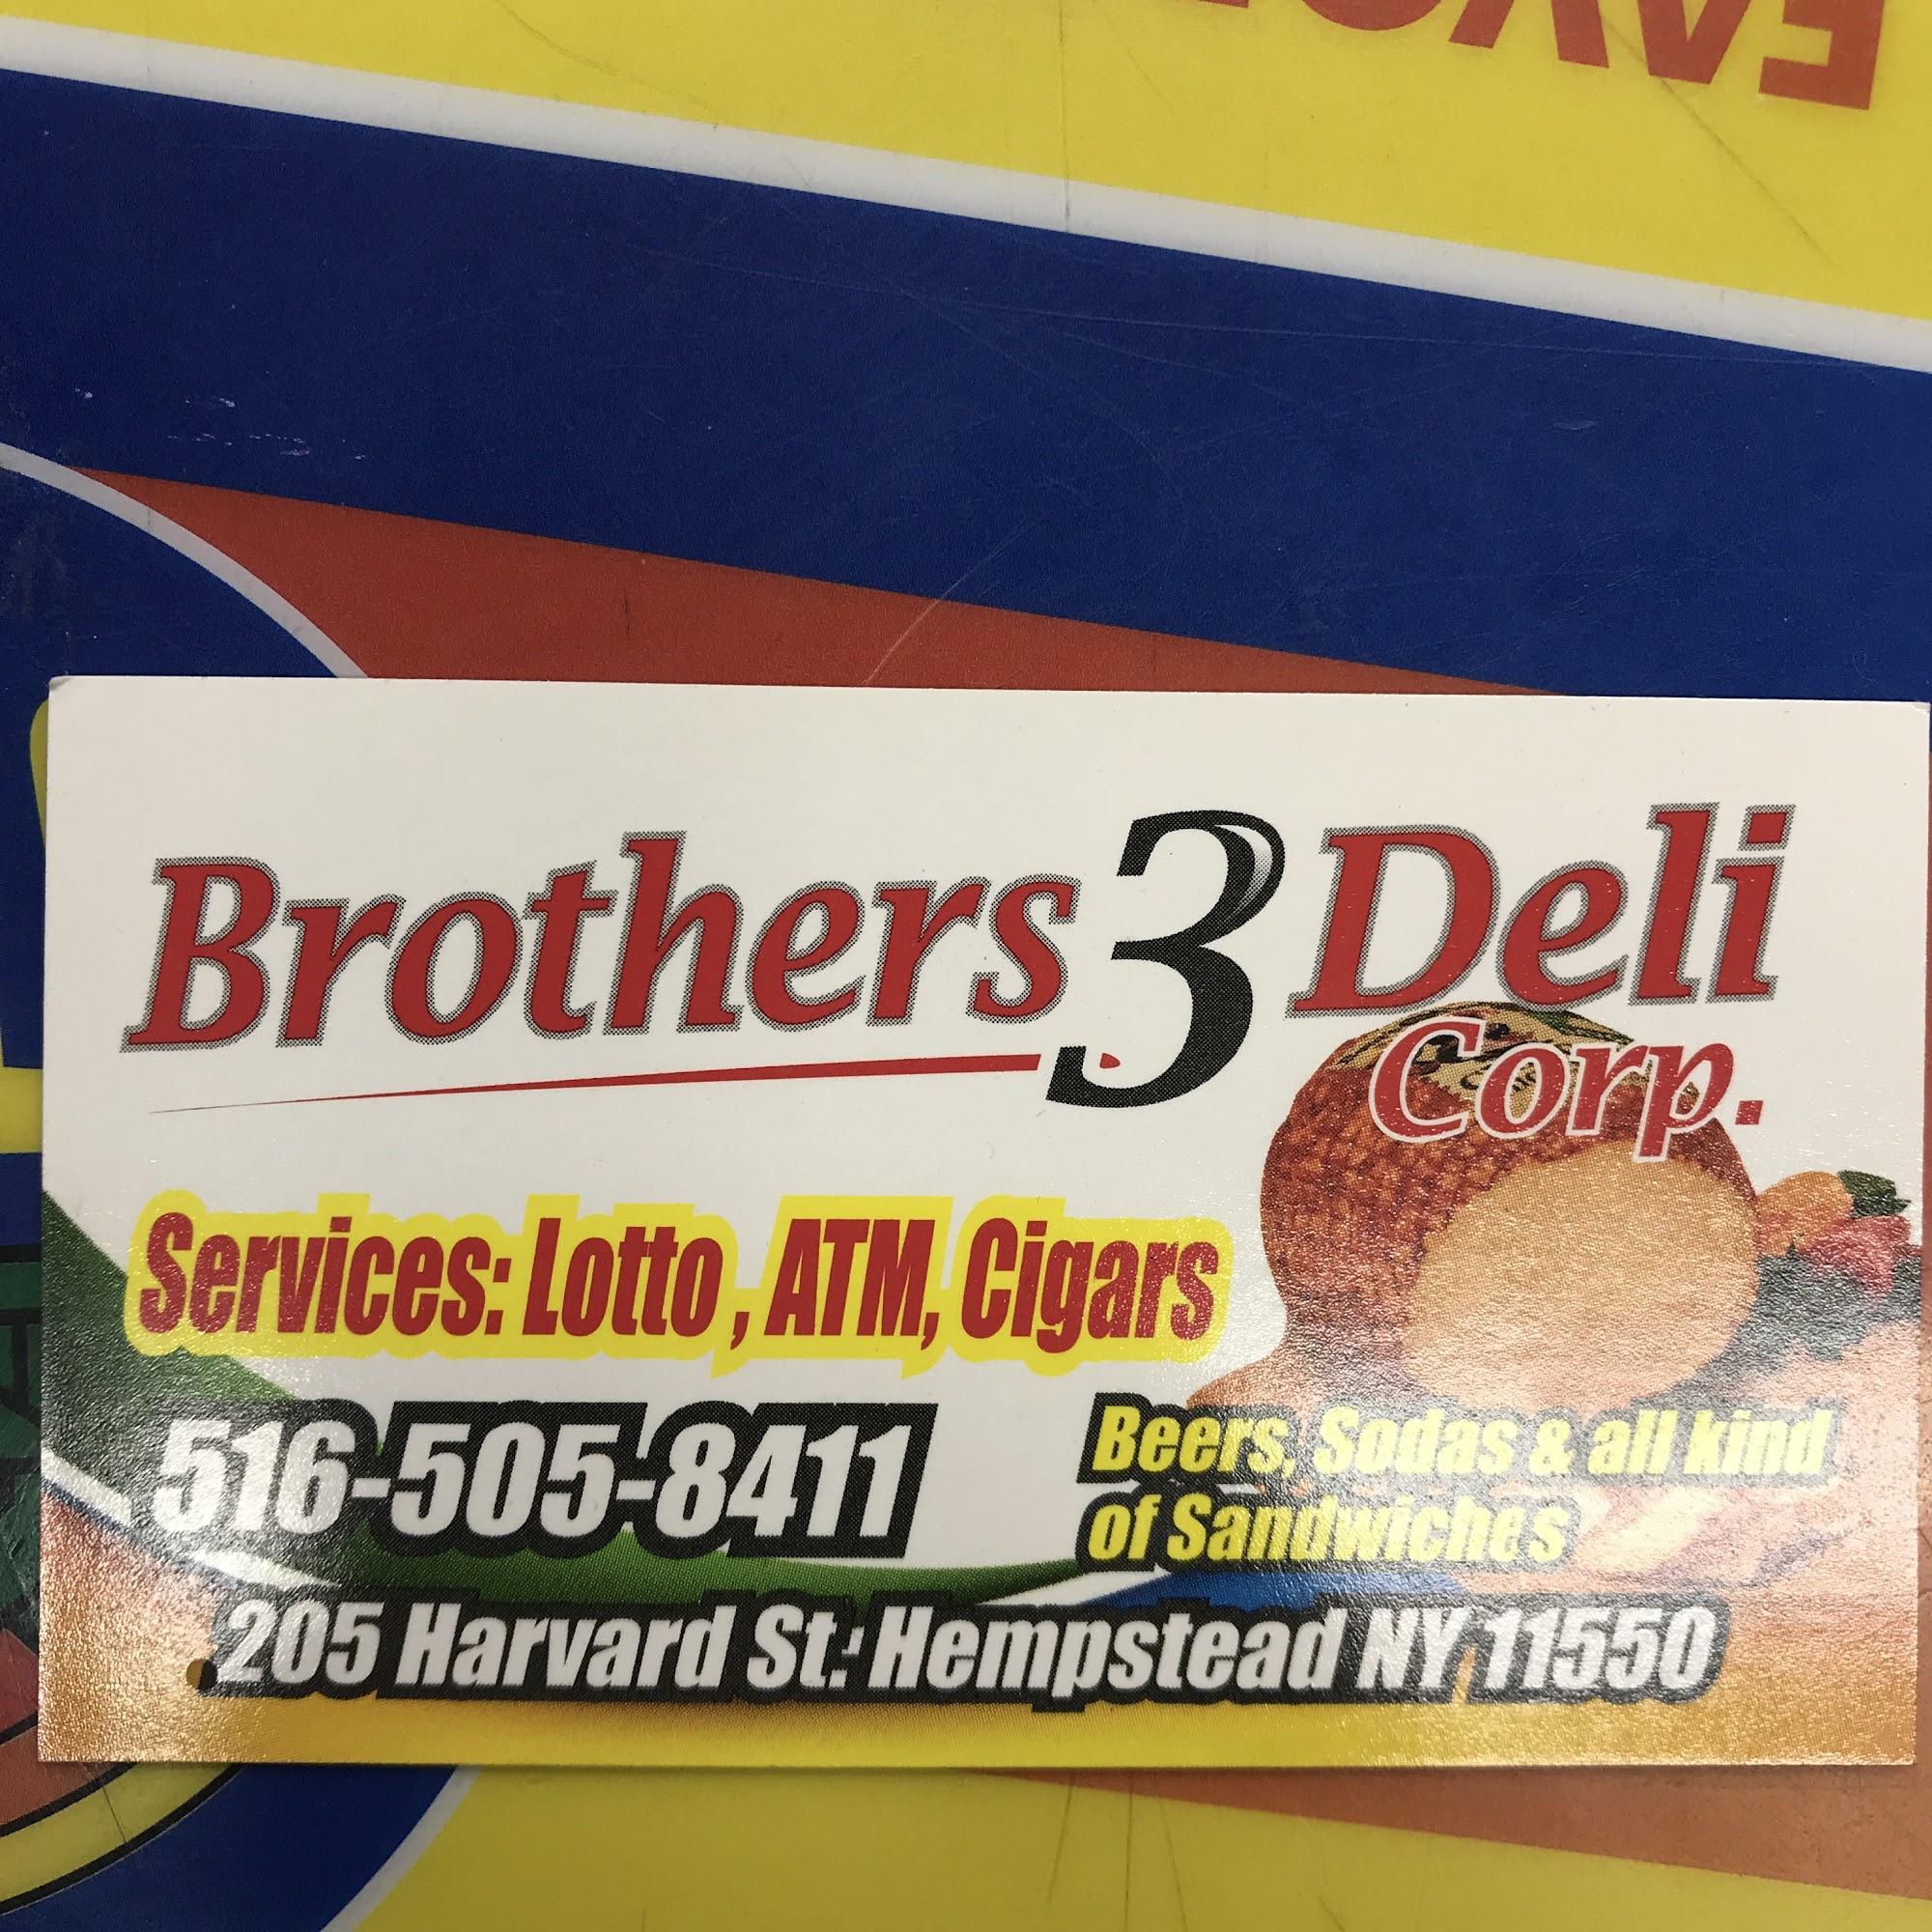 Brothers 3 Deli
Corp.
Services: Lotto , ATM, Cigars
516-505-8411
Beers, Sodas & all kind
of Sandwiches
205 Harvard St.: Hempstead NY 11550